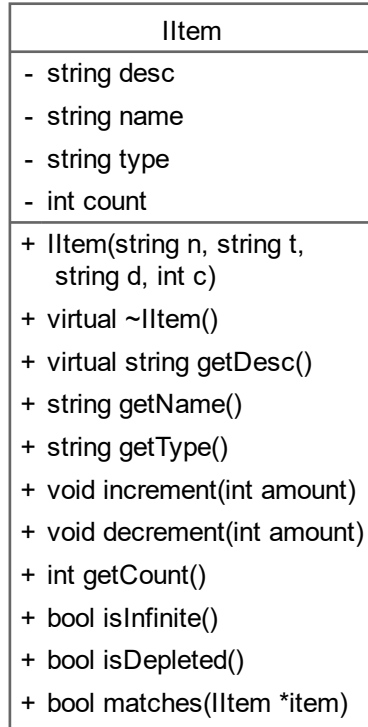 IItem
- string desc
- string name
- string type
- int count
+ IItem(string n, string t,
string d, int c)
+ virtual ~IItem()
+ virtual string getDesc()
+ string getName()
+ string getType()
+ void increment(int amount)
+ void decrement(int amount)
+ int getCount()
+ bool isInfinite()
+ bool isDepleted()
+ bool matches(IItem *item)